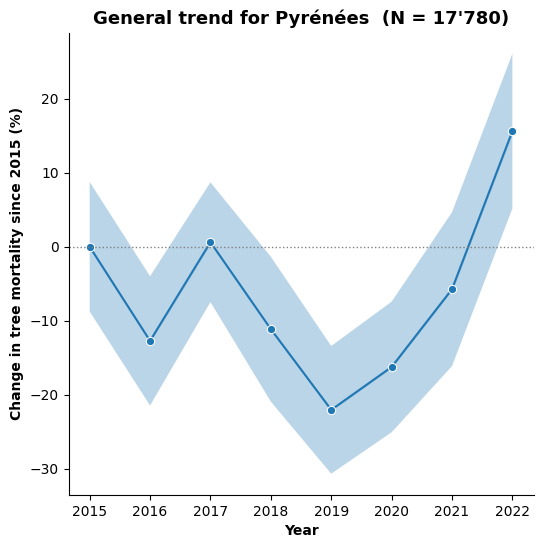 General trend for Pyrénées (N = 17'780)
Change in tree mortality since 2015 (%)
20
10
0
−10
−20
−30
2015 2016 2017 2018 2019 2020 2021 2022
Year